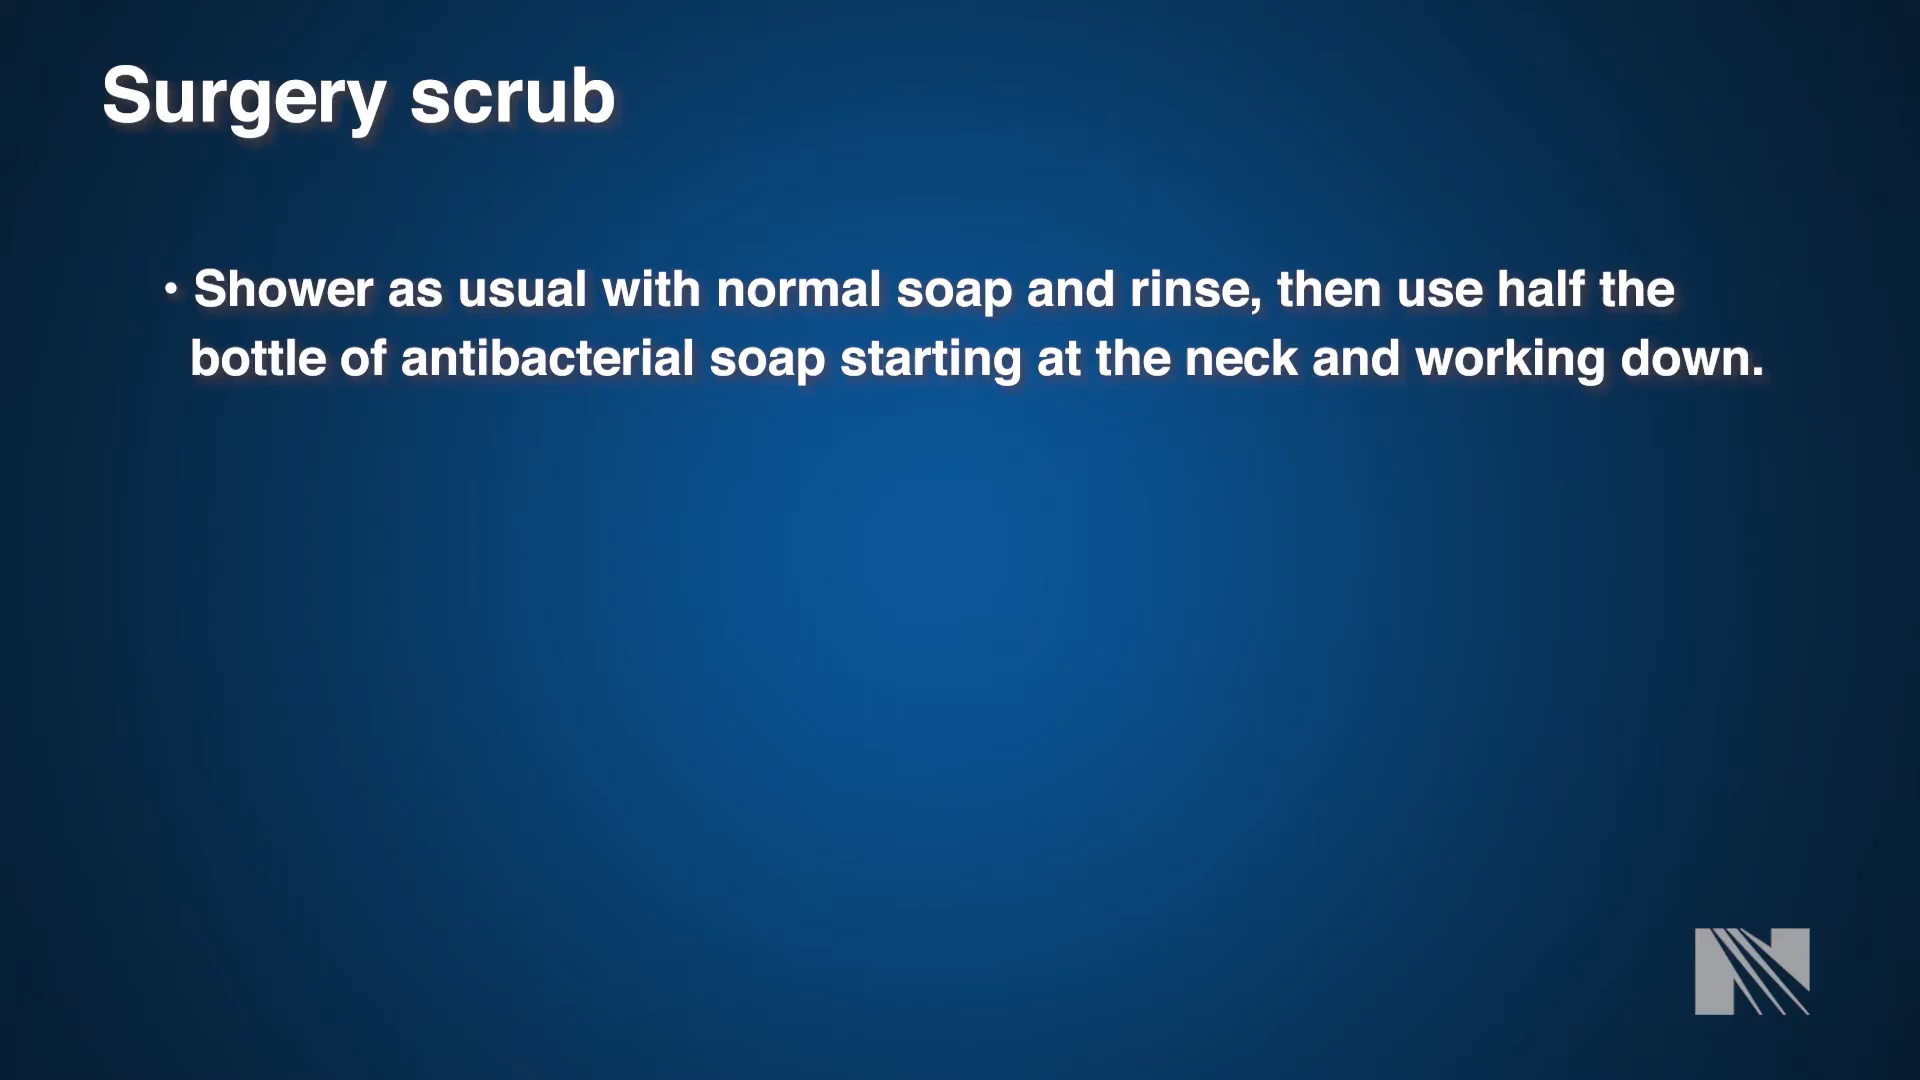 Surgery scrub
• Shower as usual with normal soap and rinse, then use half the
bottle of antibacterial soap starting at the neck and working down.
N